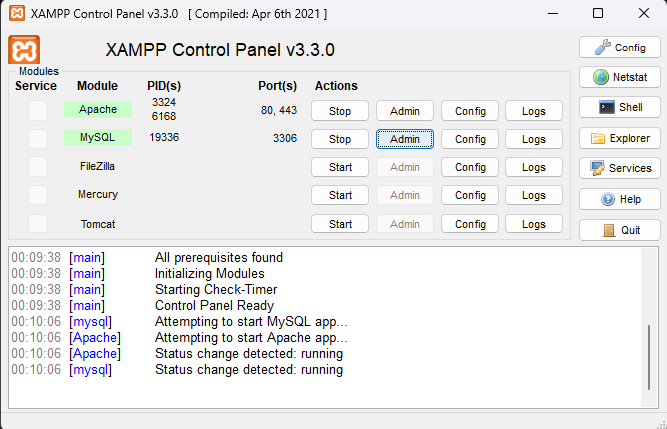 XAMPP Control Panel v3.3.0 [ Compiled: Apr 6th 2021 ]
XAMPP Control Panel v3.3.0
Config
Modules
Service Module PID(s) Port(s) Actions
Netstat
Apache 3324 6168 80, 443 Stop Admin Config Logs
Shell
MySQL 19336 3306 Stop Admin Config Logs
Explorer
FileZilla Start Admin Config Logs
Services
Mercury Start Admin Config Logs
Help
Tomcat Start Admin Config Logs
Quit
00:09:38 [main] All prerequisites found
00:09:38 [main] Initializing Modules
00:09:38 [main] Starting Check-Timer
00:09:38 [main] Control Panel Ready
00:10:06 [mysql] Attempting to start MySQL app...
00:10:06 [Apache] Attempting to start Apache app...
00:10:06 [Apache] Status change detected: running
00:10:06 [mysql] Status change detected: running